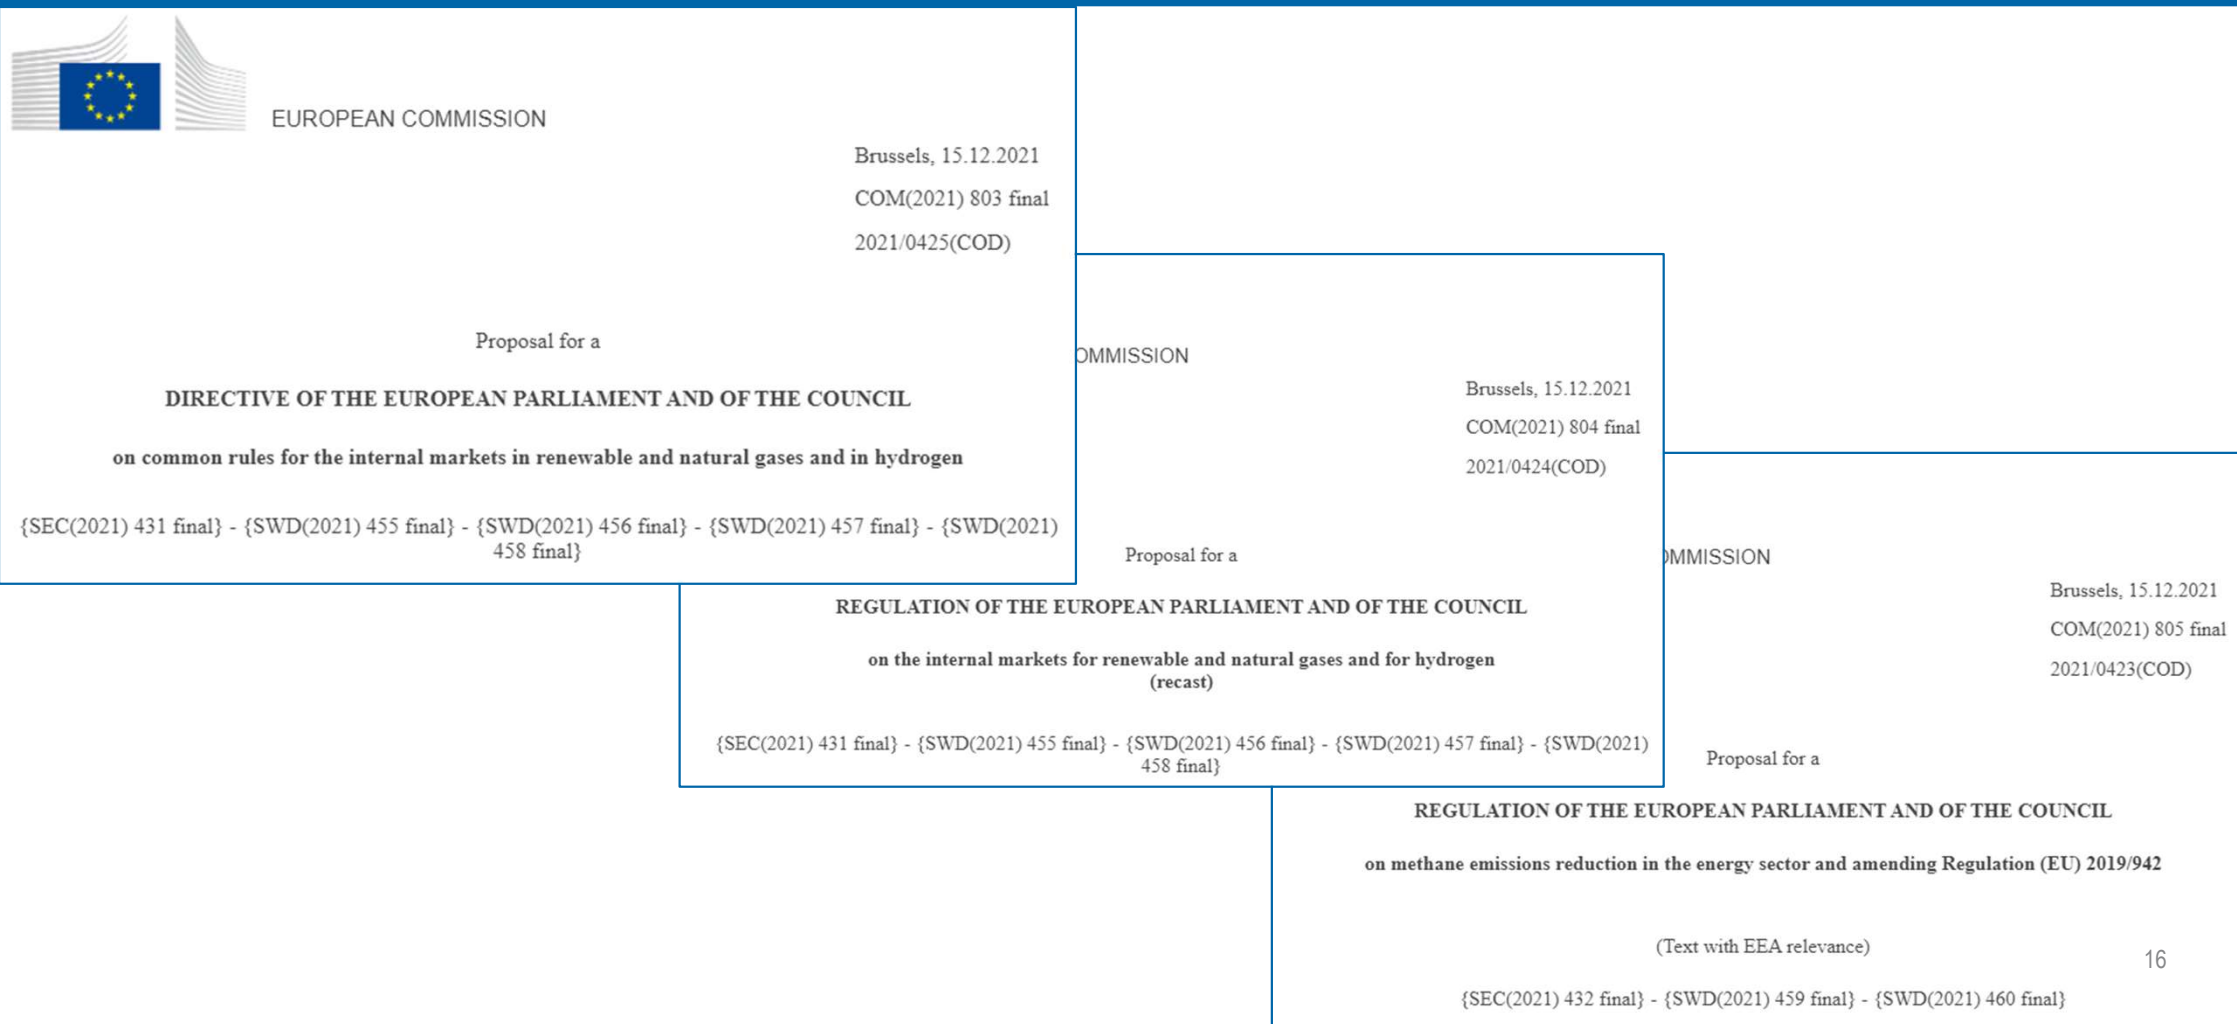 EUROPEAN COMMISSION
Brussels, 15.12.2021
COM(2021) 803 final
2021/0425(COD)
Proposal for a
DIRECTIVE OF THE EUROPEAN PARLIAMENT AND OF THE COUNCIL
on common rules for the internal markets in renewable and natural gases and in hydrogen
{SEC(2021) 431 final} - {SWD(2021) 455 final} - {SWD(2021) 456 final} - {SWD(2021) 457 final} - {SWD(2021)
458 final}
OMMISSION
Brussels, 15.12.2021
COM(2021) 804 final
2021/0424(COD)
Proposal for a
REGULATION OF THE EUROPEAN PARLIAMENT AND OF THE COUNCIL
on the internal markets for renewable and natural gases and for hydrogen
(recast)
{SEC(2021) 431 final} - {SWD(2021) 455 final} - {SWD(2021) 456 final} - {SWD(2021) 457 final} - {SWD(2021)
458 final}
MMISSION
Brussels, 15.12.2021
COM(2021) 805 final
2021/0423(COD)
Proposal for a
REGULATION OF THE EUROPEAN PARLIAMENT AND OF THE COUNCIL
on methane emissions reduction in the energy sector and amending Regulation (EU) 2019/942
(Text with EEA relevance)
{SEC(2021) 432 final} - {SWD(2021) 459 final} - {SWD(2021) 460 final}
16